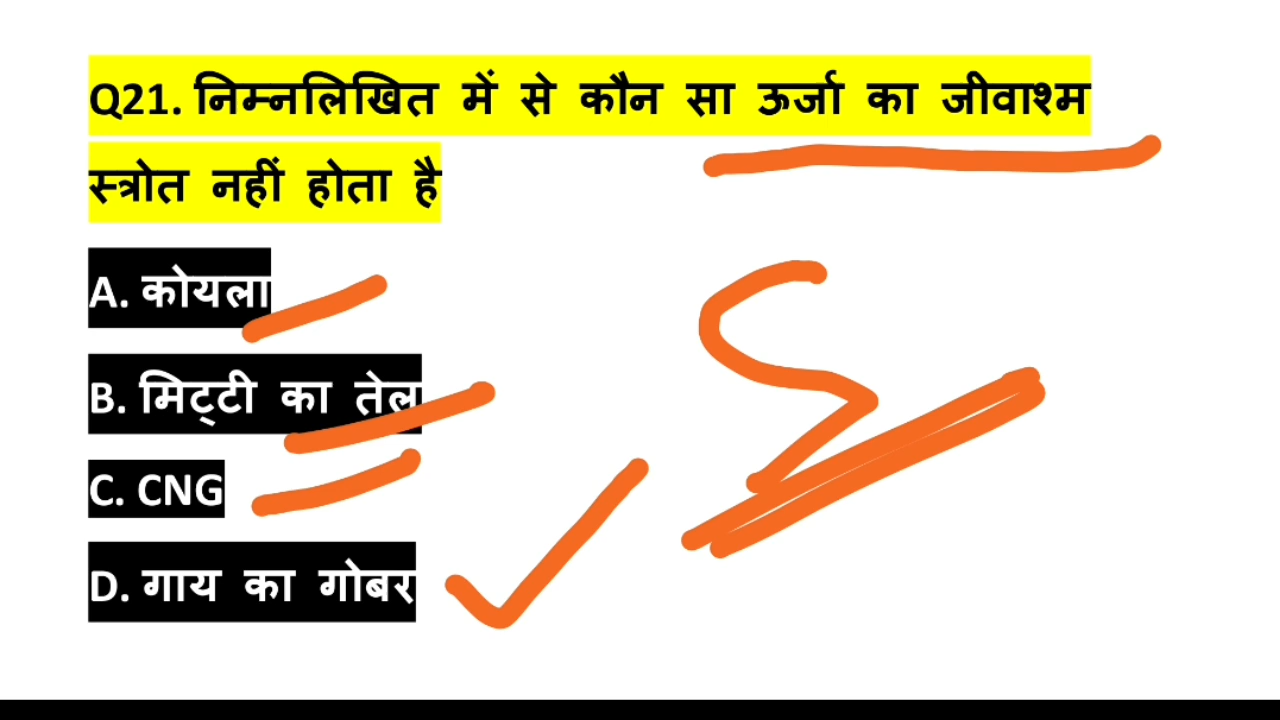 Q21. निम्नलिखित में से कौन सा ऊर्जा का जीवाश्म
स्त्रोत नहीं होता है
A. कोयला
B. मिट्टी का तेल
C. CNG
D. गाय का गोबर